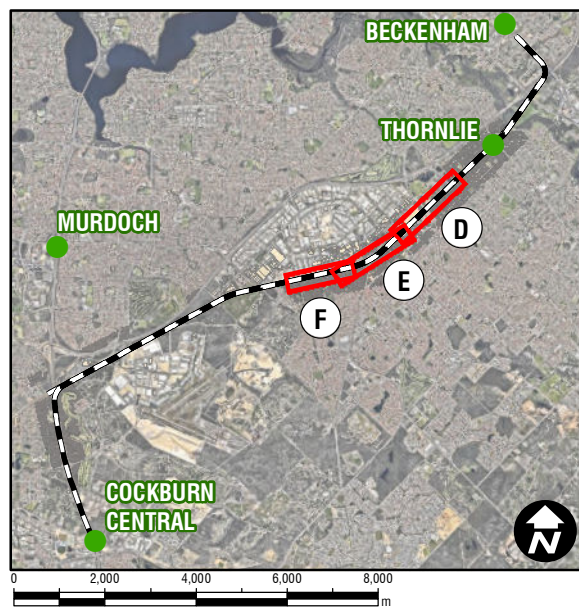 BECKENHAM
THORNLIE
MURDOCH
D
E
F
COCKBURN
CENTRAL
N
0 2,000 4,000 6,000 8,000
m